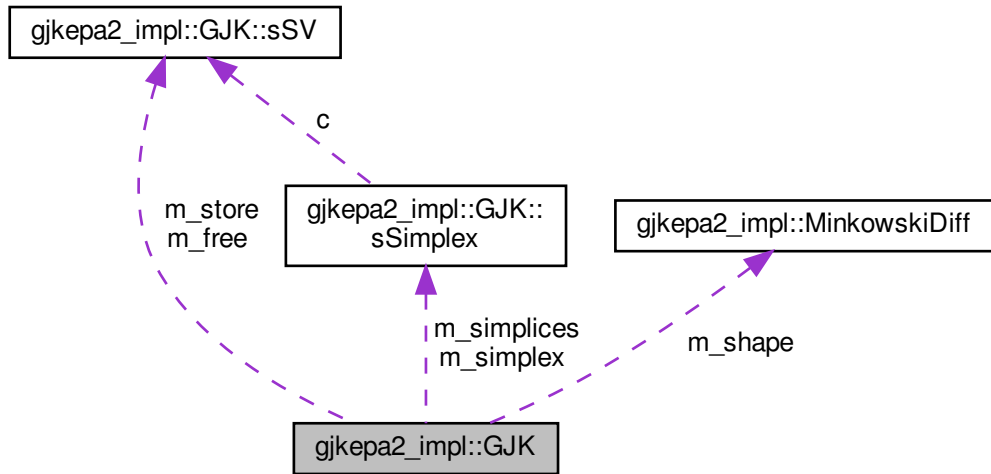 gjkepa2_impl::GJK::sSV
c
m_store
m_free
gjkepa2_impl::GJK::
sSimplex
gjkepa2_impl::MinkowskiDiff
m_simplices
m_simplex
m_shape
gjkepa2_impl::GJK